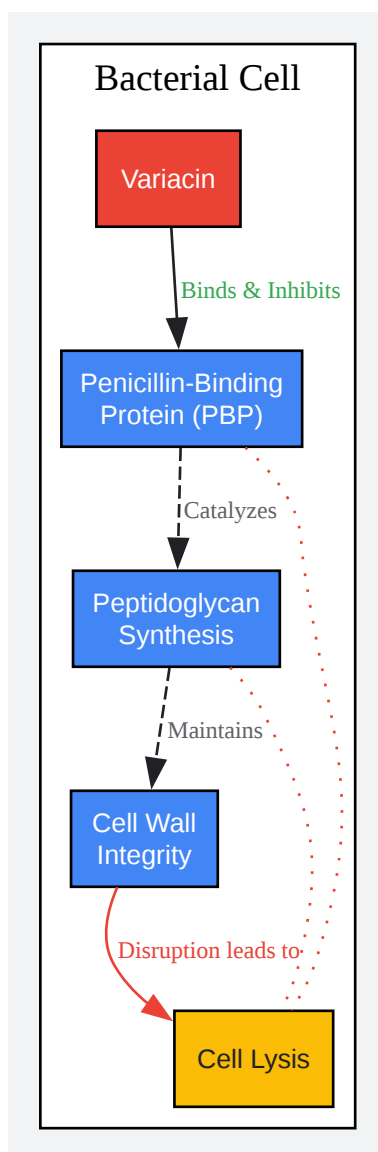 Bacterial Cell
Variacin
Binds & Inhibits
Penicillin-Binding
Protein (PBP)
Catalyzes
Peptidoglycan
Synthesis
Maintains
Cell Wall
Integrity
Disruption leads to
Cell Lysis